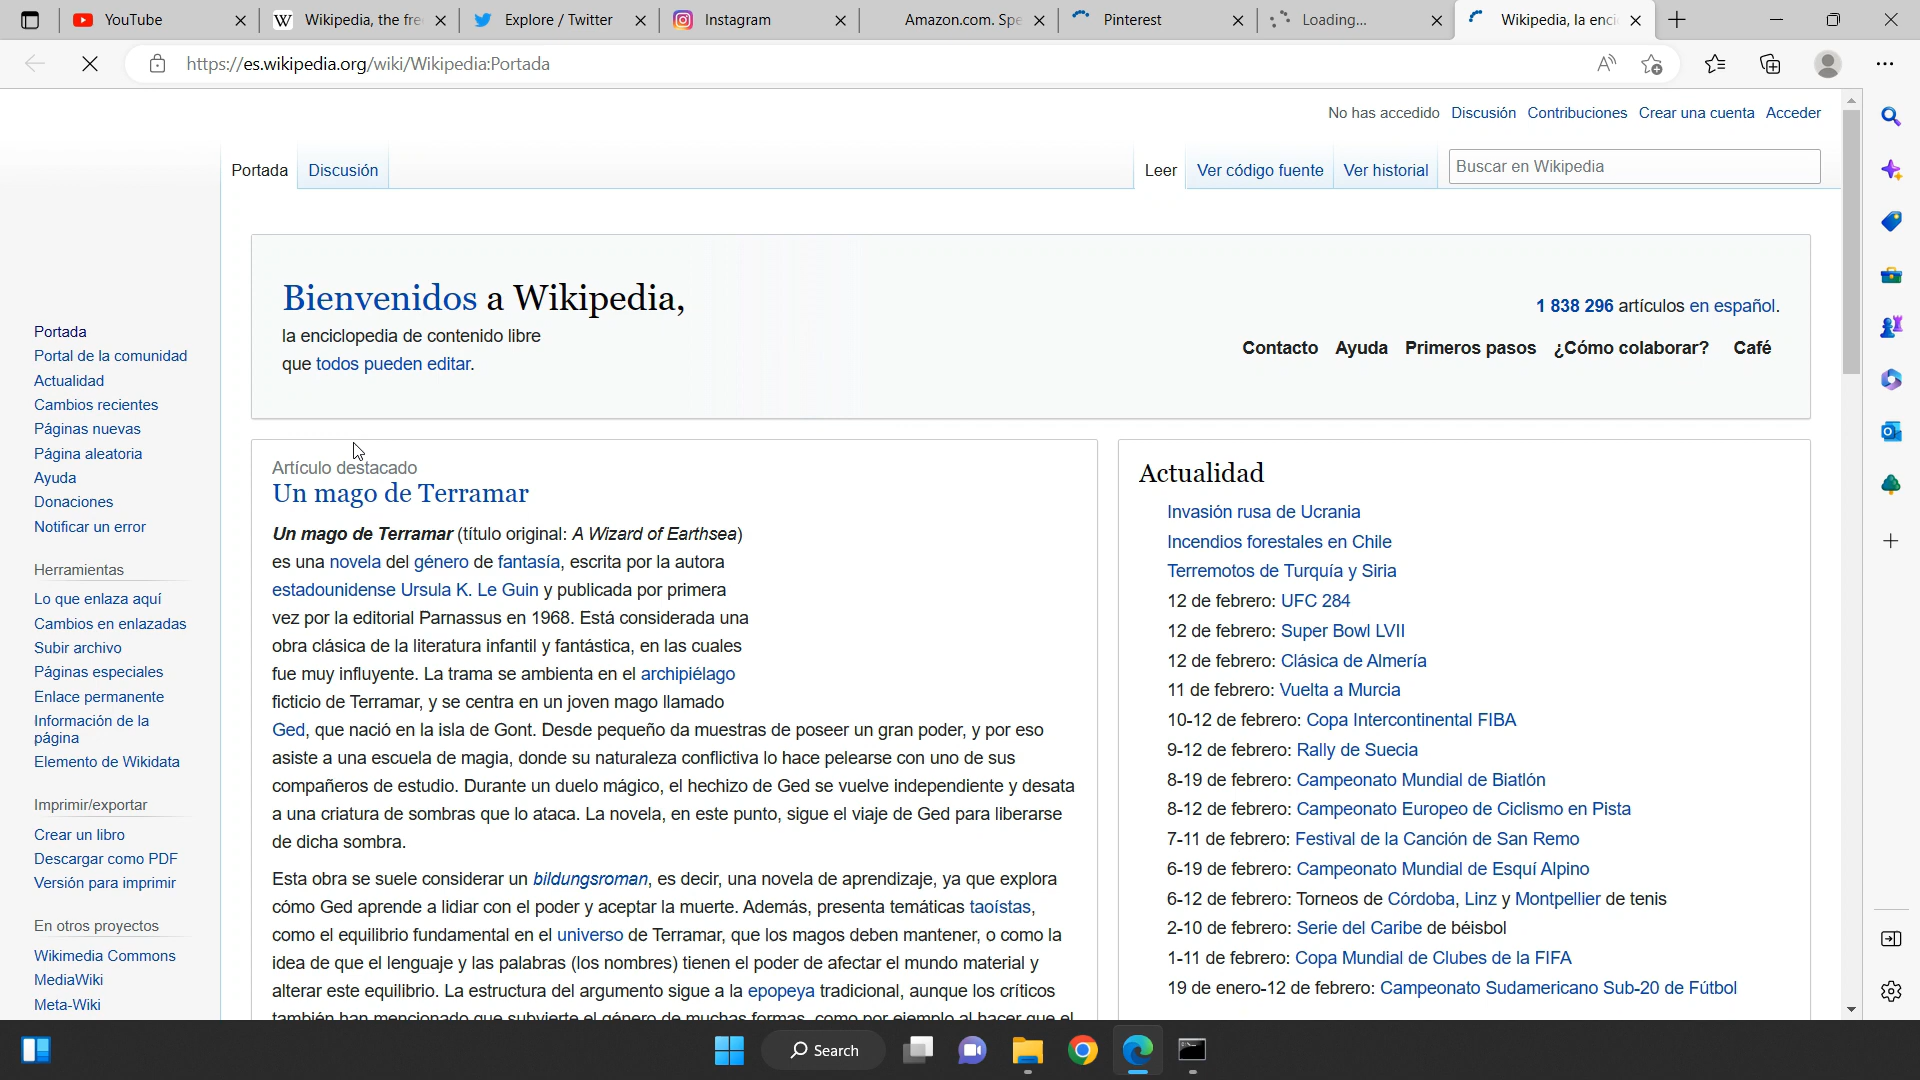 YouTube
Wikipedia, the fre
Explore / Twitter
Instagram
Amazon.com. Spe
Pinterest
Loading...
Wikipedia, la enci
https://es.wikipedia.org/wiki/Wikipedia:Portada
No has accedido Discusión Contribuciones Crear una cuenta Acceder
Portada Discusión
Leer Ver código fuente Ver historial Buscar en Wikipedia
Bienvenidos a Wikipedia,
la enciclopedia de contenido libre
que todos pueden editar.
1 838 296 artículos en español.
Contacto Ayuda Primeros pasos ¿Cómo colaborar? Café
Portada
Portal de la comunidad
Actualidad
Cambios recientes
Páginas nuevas
Página aleatoria
Ayuda
Donaciones
Notificar un error
Herramientas
Lo que enlaza aquí
Cambios en enlazadas
Subir archivo
Páginas especiales
Enlace permanente
Información de la
página
Elemento de Wikidata
Imprimir/exportar
Crear un libro
Descargar como PDF
Versión para imprimir
En otros proyectos
Wikimedia Commons
MediaWiki
Meta-Wiki
Artículo destacado
Un mago de Terramar
Un mago de Terramar (título original: A Wizard of Earthsea)
es una novela del género de fantasía, escrita por la autora
estadounidense Ursula K. Le Guin y publicada por primera
vez por la editorial Parnassus en 1968. Está considerada una
obra clásica de la literatura infantil y fantástica, en las cuales
fue muy influyente. La trama se ambienta en el archipiélago
ficticio de Terramar, y se centra en un joven mago llamado
Ged, que nació en la isla de Gont. Desde pequeño da muestras de poseer un gran poder, y por eso
asiste a una escuela de magia, donde su naturaleza conflictiva lo hace pelearse con uno de sus
compañeros de estudio. Durante un duelo mágico, el hechizo de Ged se vuelve independiente y desata
a una criatura de sombras que lo ataca. La novela, en este punto, sigue el viaje de Ged para liberarse
de dicha sombra.
Esta obra se suele considerar un bildungsroman, es decir, una novela de aprendizaje, ya que explora
cómo Ged aprende a lidiar con el poder y aceptar la muerte. Además, presenta temáticas taoístas,
como el equilibrio fundamental en el universo de Terramar, que los magos deben mantener, o como la
idea de que el lenguaje y las palabras (los nombres) tienen el poder de afectar el mundo material y
alterar este equilibrio. La estructura del argumento sigue a la epopeya tradicional, aunque los críticos
también han mencionado que subvierte el género de muchas formas, como por ejemplo al hacer que el
Actualidad
Invasión rusa de Ucrania
Incendios forestales en Chile
Terremotos de Turquía y Siria
12 de febrero: UFC 284
12 de febrero: Super Bowl LVII
12 de febrero: Clásica de Almería
11 de febrero: Vuelta a Murcia
10-12 de febrero: Copa Intercontinental FIBA
9-12 de febrero: Rally de Suecia
8-19 de febrero: Campeonato Mundial de Biatlón
8-12 de febrero: Campeonato Europeo de Ciclismo en Pista
7-11 de febrero: Festival de la Canción de San Remo
6-19 de febrero: Campeonato Mundial de Esquí Alpino
6-12 de febrero: Torneos de Córdoba, Linz y Montpellier de tenis
2-10 de febrero: Serie del Caribe de béisbol
1-11 de febrero: Copa Mundial de Clubes de la FIFA
19 de enero-12 de febrero: Campeonato Sudamericano Sub-20 de Fútbol
Search